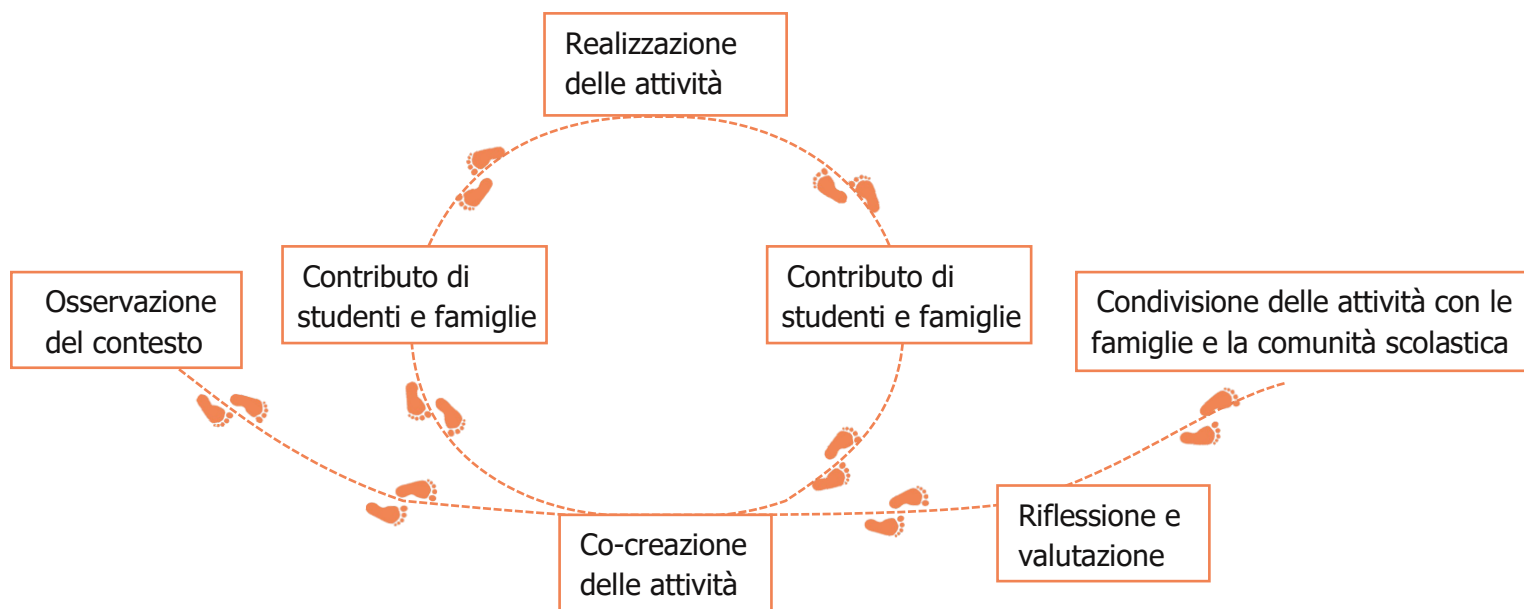 Realizzazione
delle attività
Contributo di
studenti e famiglie
Contributo di
studenti e famiglie
Osservazione
del contesto
Condivisione delle attività con le
famiglie e la comunità scolastica
Riflessione e
valutazione
Co-creazione
delle attività